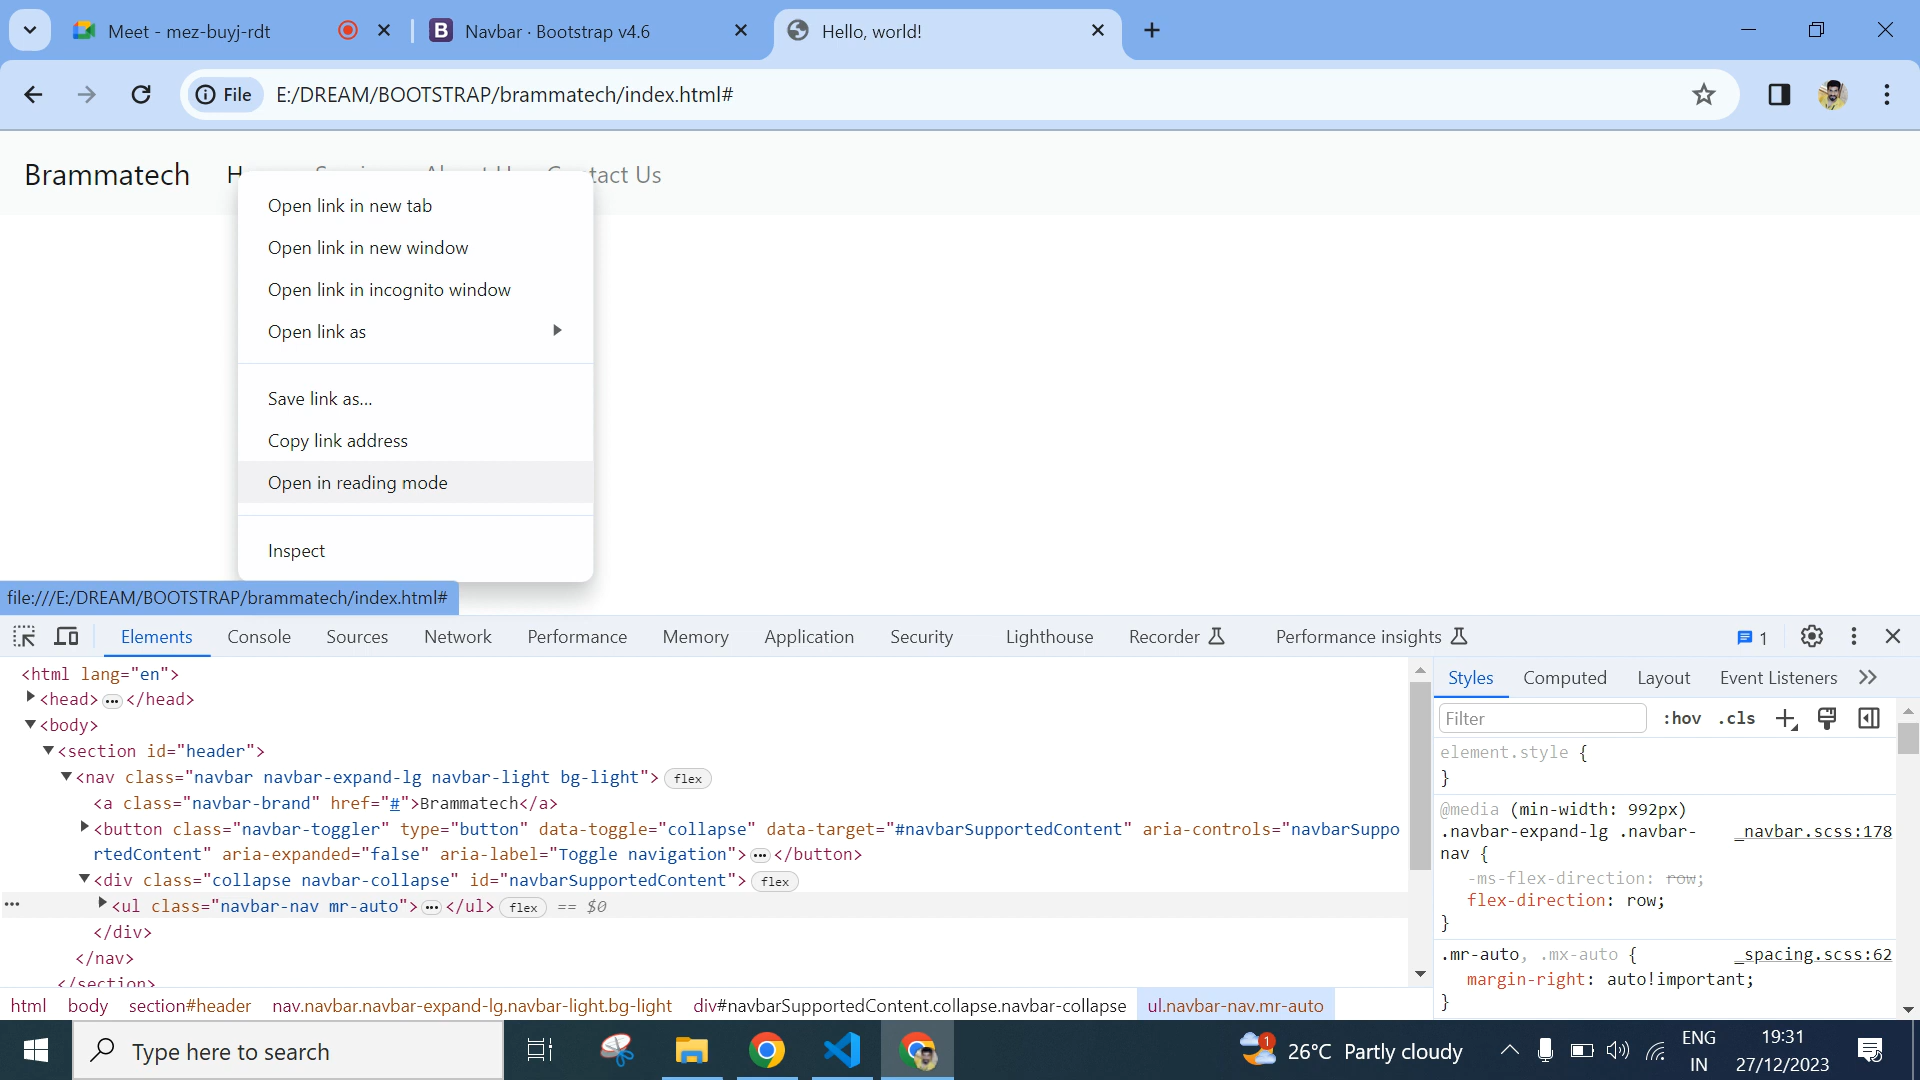 Meet - mez-buyj-rdt
Navbar · Bootstrap v4.6
Hello, world!
File
E:/DREAM/BOOTSTRAP/brammatech/index.html#
Brammatech
Open link in new tab
Open link in new window
Open link in incognito window
Open link as
Save link as...
Copy link address
Open in reading mode
Inspect
file:///E:/DREAM/BOOTSTRAP/brammatech/index.html#
Elements Console Sources Network Performance Memory Application Security Lighthouse Recorder Performance insights 1
<html lang="en">
<head> ••• </head>
<body>
<section id="header">
<nav class="navbar navbar-expand-lg navbar-light bg-light"> flex
<a class="navbar-brand" href="#">Brammatech</a>
<button class="navbar-toggler" type="button" data-toggle="collapse" data-target="#navbarSupportedContent" aria-controls="navbarSuppo
rtedContent" aria-expanded="false" aria-label="Toggle navigation"> ••• </button>
<div class="collapse navbar-collapse" id="navbarSupportedContent"> flex
<ul class="navbar-nav mr-auto"> ••• </ul> flex == $0
</div>
</nav>
</section>
html body section#header nav.navbar.navbar-expand-lg.navbar-light.bg-light div#navbarSupportedContent.collapse.navbar-collapse ul.navbar-nav.mr-auto
Styles Computed Layout Event Listeners
Filter :hov .cls
element.style {
}
@media (min-width: 992px)
.navbar-expand-lg .navbar- _navbar.scss:178
nav {
-ms-flex-direction: row;
flex-direction: row;
}
.mr-auto, .mx-auto { _spacing.scss:62
margin-right: auto!important;
}
Type here to search
1
26°C Partly cloudy
ENG
IN
19:31
27/12/2023